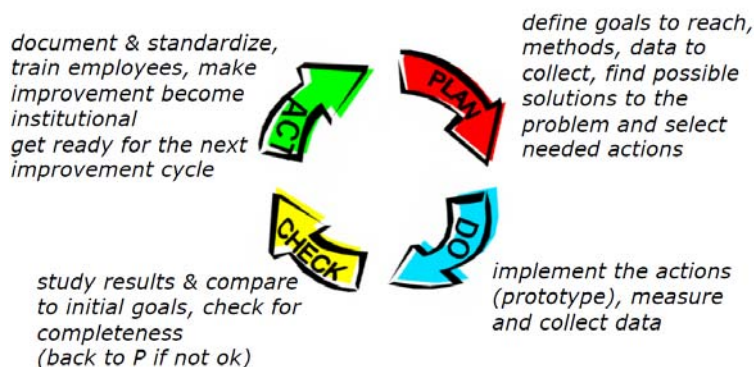 document & standardize,
train employees, make
improvement become
institutional
get ready for the next
improvement cycle
ACT
PLAN
define goals to reach,
methods, data to
collect, find possible
solutions to the
problem and select
needed actions
CHECK
study results & compare
to initial goals, check for
completeness
(back to P if not ok)
DO
implement the actions
(prototype), measure
and collect data